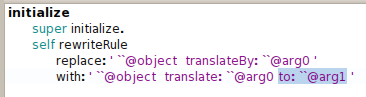 initialize
super initialize.
self rewriteRule
replace: ' ``@object translateBy: ``@arg0 '
with: ' ``@object translate: ``@arg0 to: ``@arg1 '